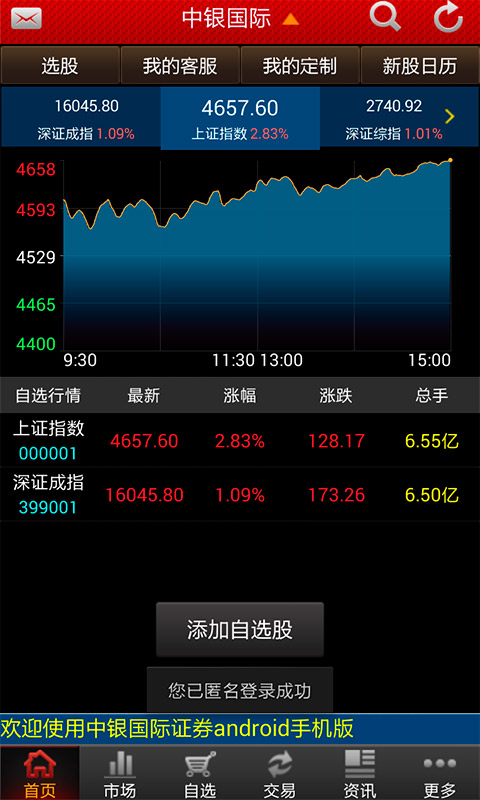 中银国际
选股 我的客服 我的定制 新股日历
16045.80 4657.60 2740.92
深证成指 1.09% 上证指数 2.83% 深证综指 1.01%
4658
4593
4529
4465
4400
9:30 11:30 13:00 15:00
自选行情 最新 涨幅 涨跌 总手
上证指数 4657.60 2.83% 128.17 6.55亿
000001
深证成指 16045.80 1.09% 173.26 6.50亿
399001
添加自选股
您已匿名登录成功
欢迎使用中银国际证券android手机版
首页 市场 自选 交易 资讯 更多